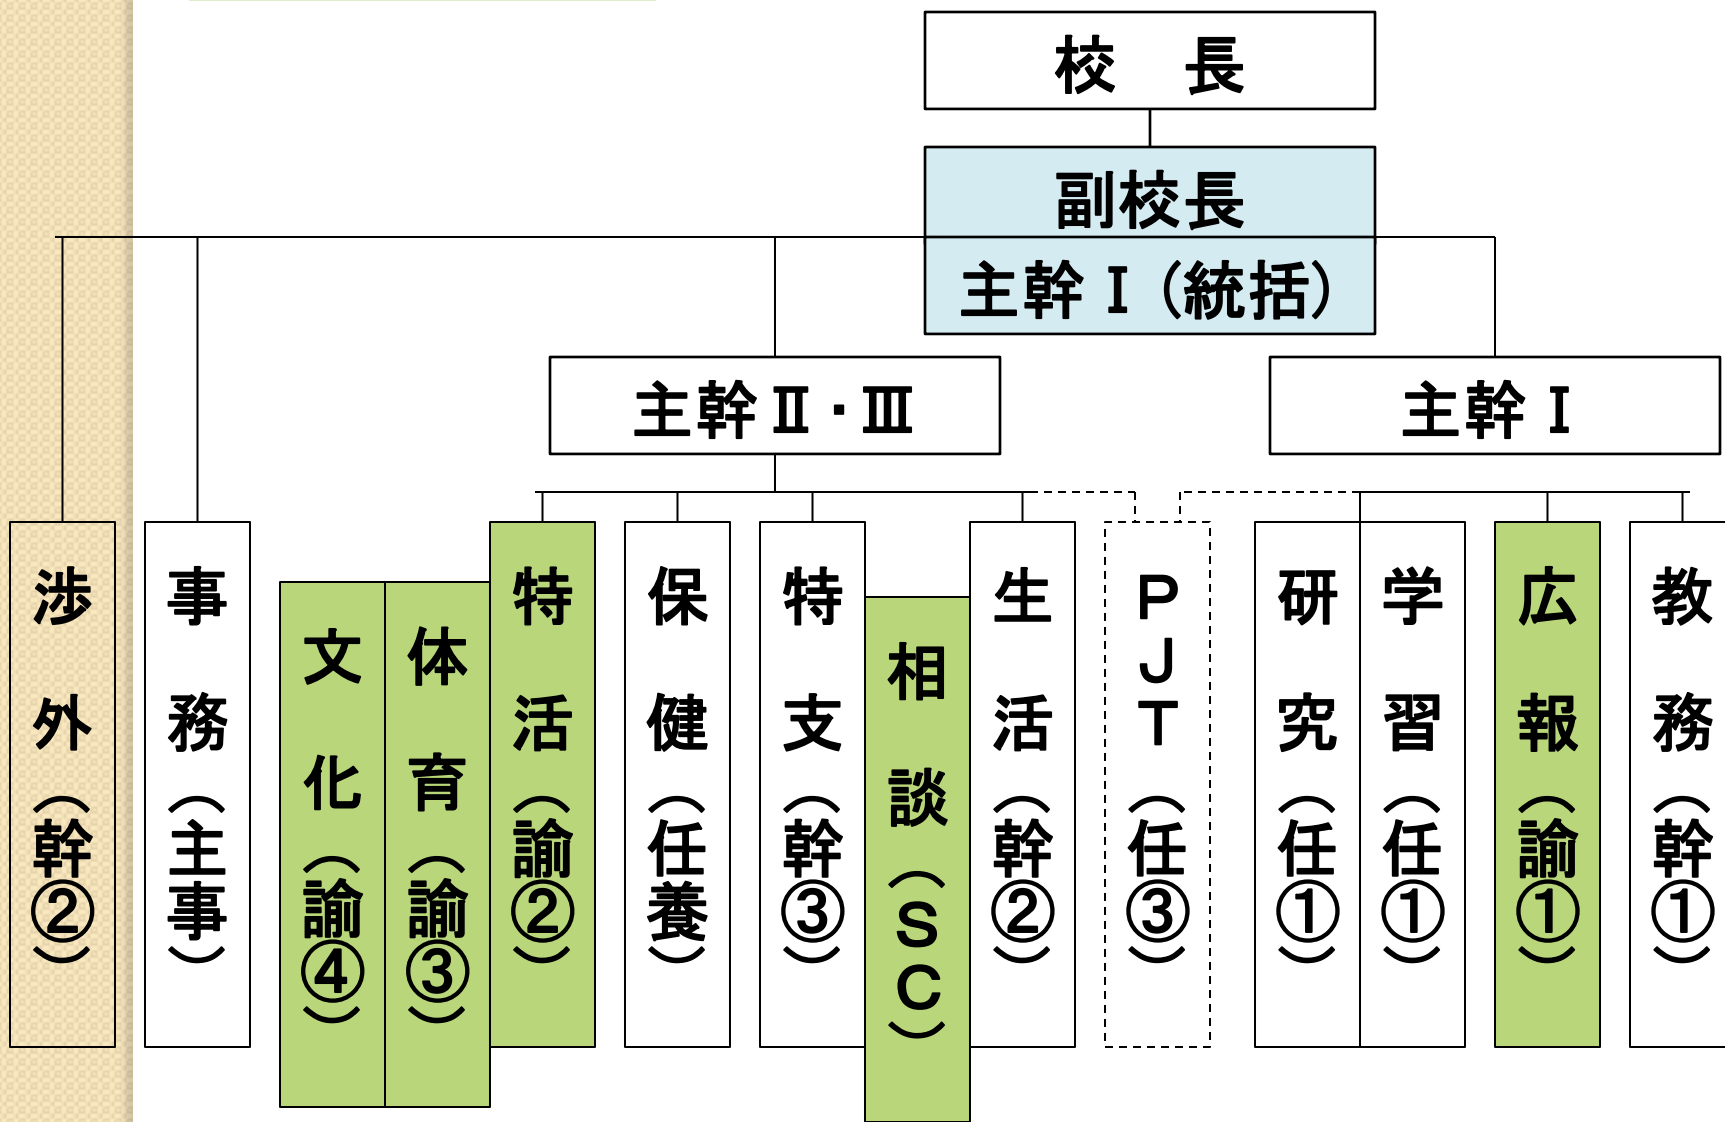 校　長
副校長
主幹Ⅰ（統括）
主幹Ⅱ・Ⅲ
主幹Ⅰ
渉　外（幹②）
事　務（主事）
文　化（諭④）
体　育（諭③）
特　活（諭②）
保　健（任養）
特　支（幹③）
相　談（ＳＣ）
生　活（幹②）
ＰＪＴ（任③）
研　究（任①）
学　習（任①）
広　報（諭①）
教　務（幹①）